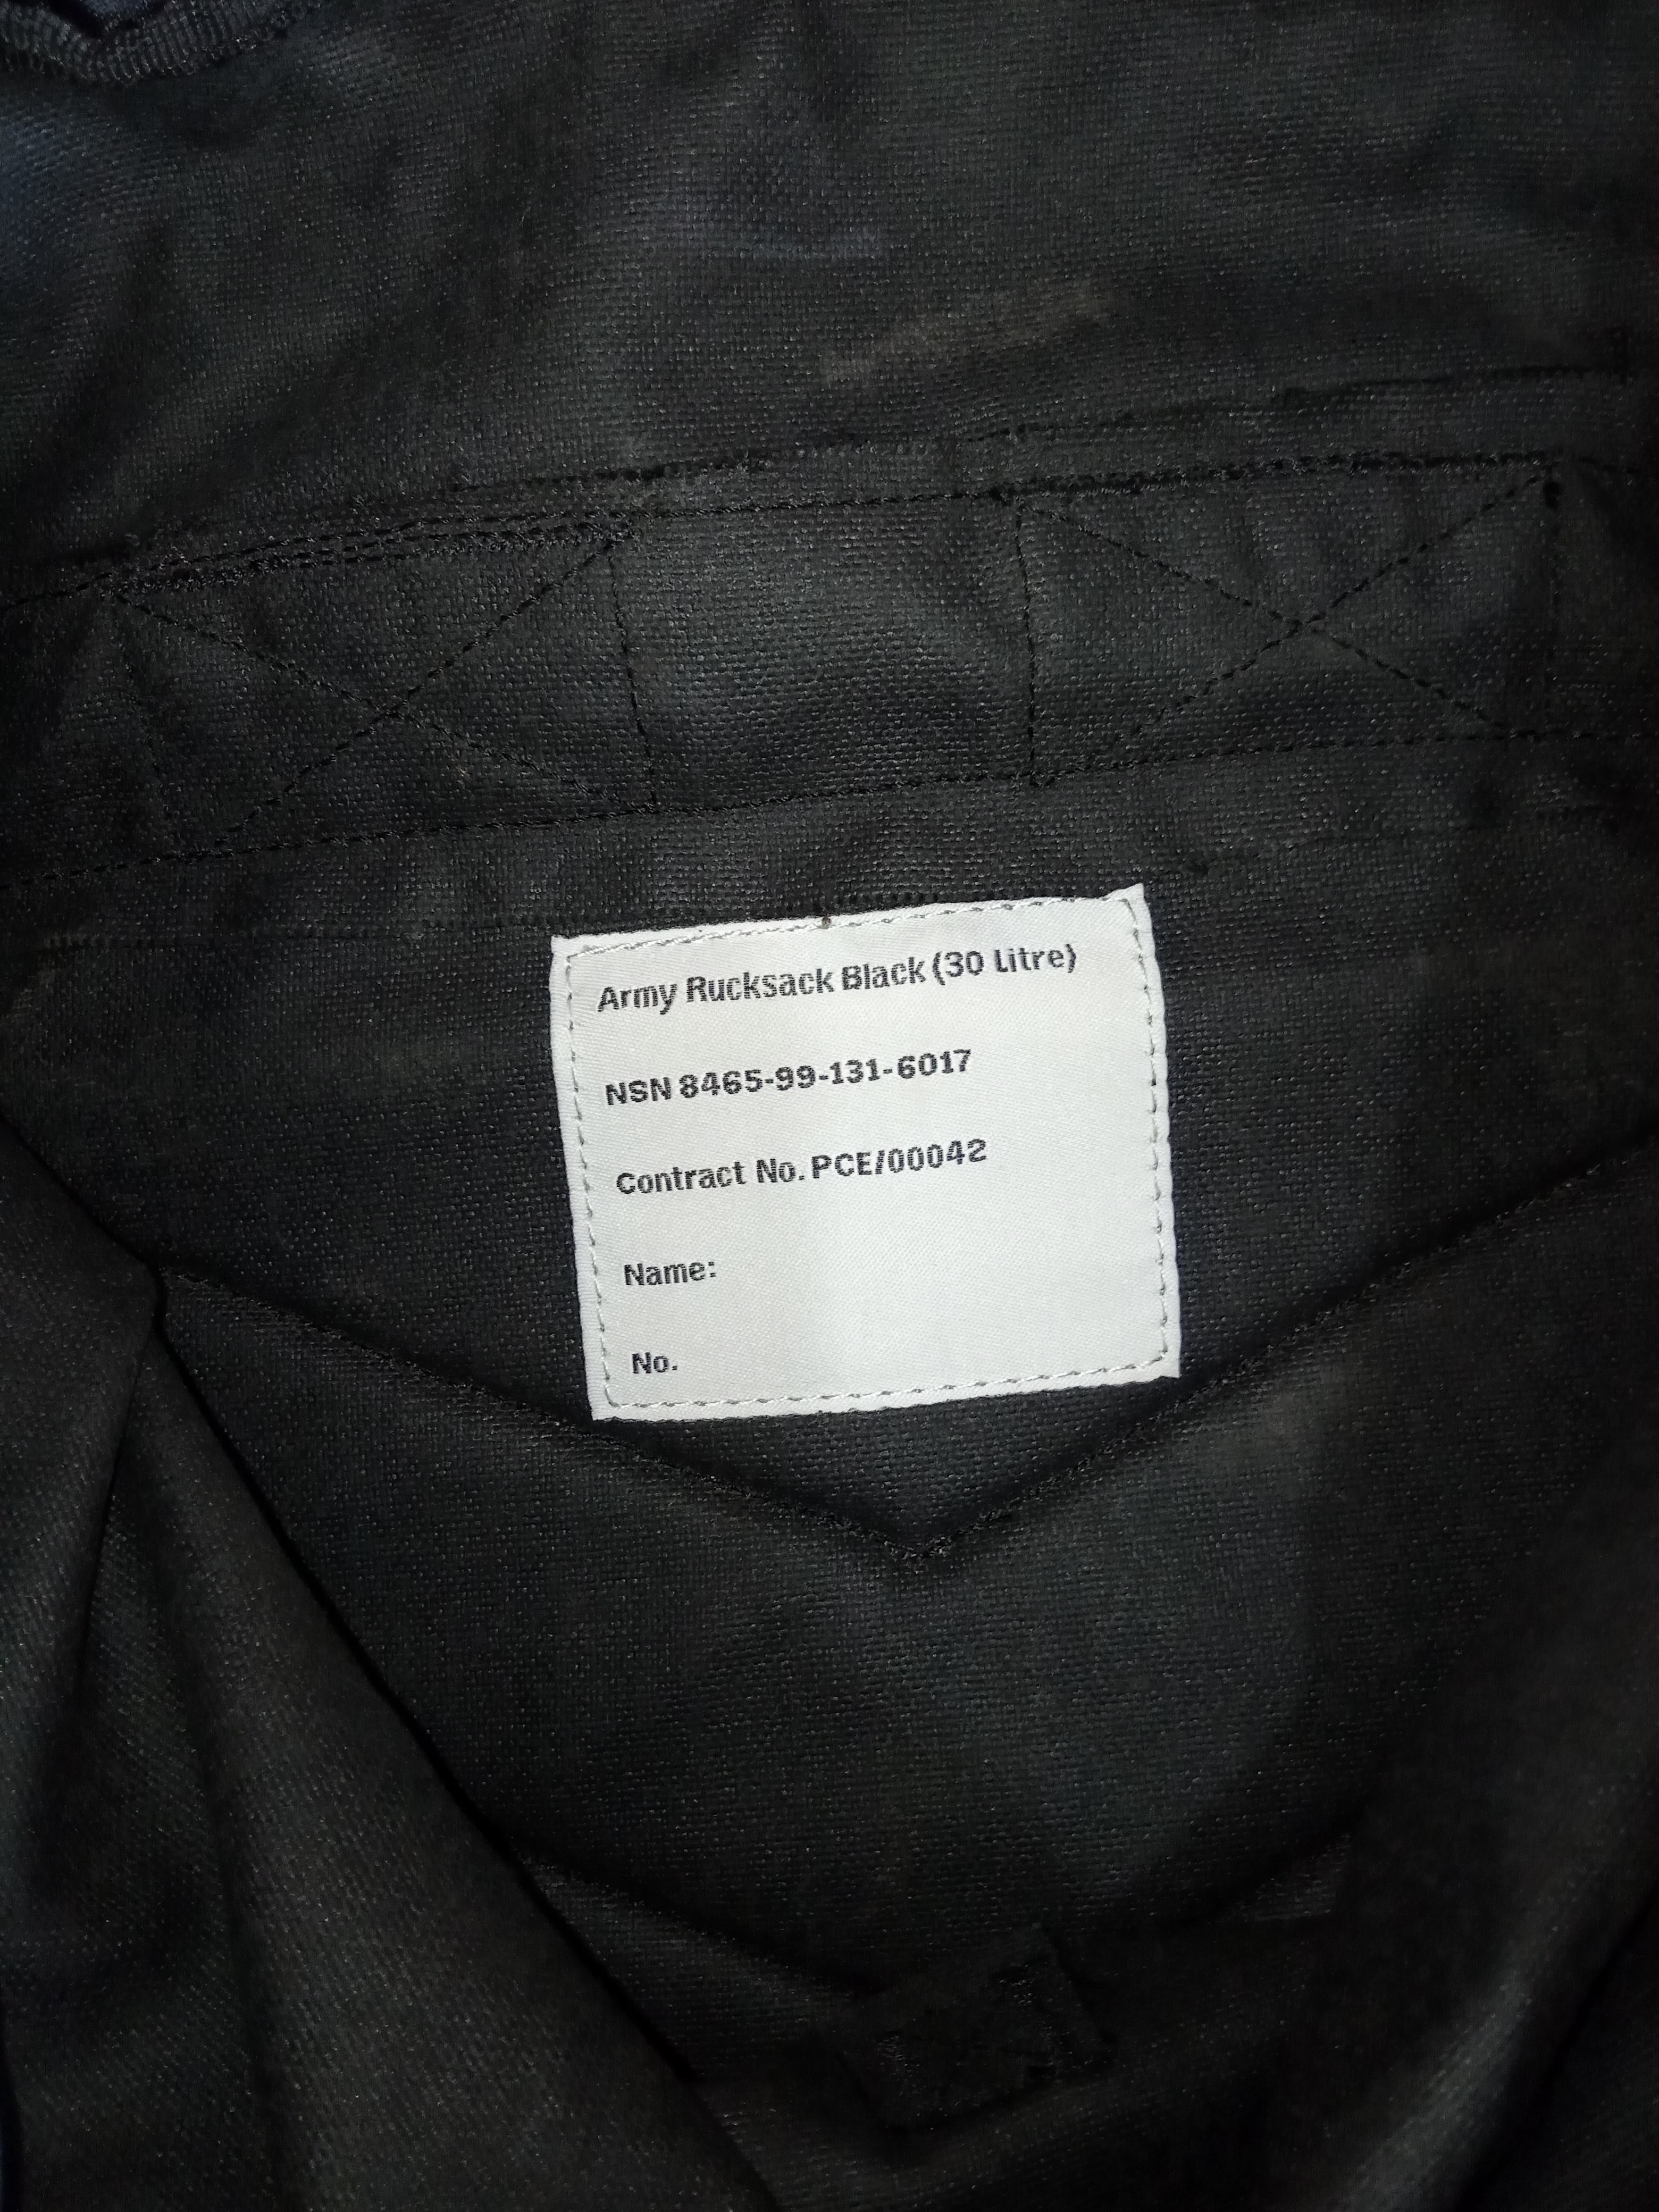 Army Rucksack Black (30 Litre)
NSN 8465-99-131-6017
Contract No. PCE/00042
Name:
No.